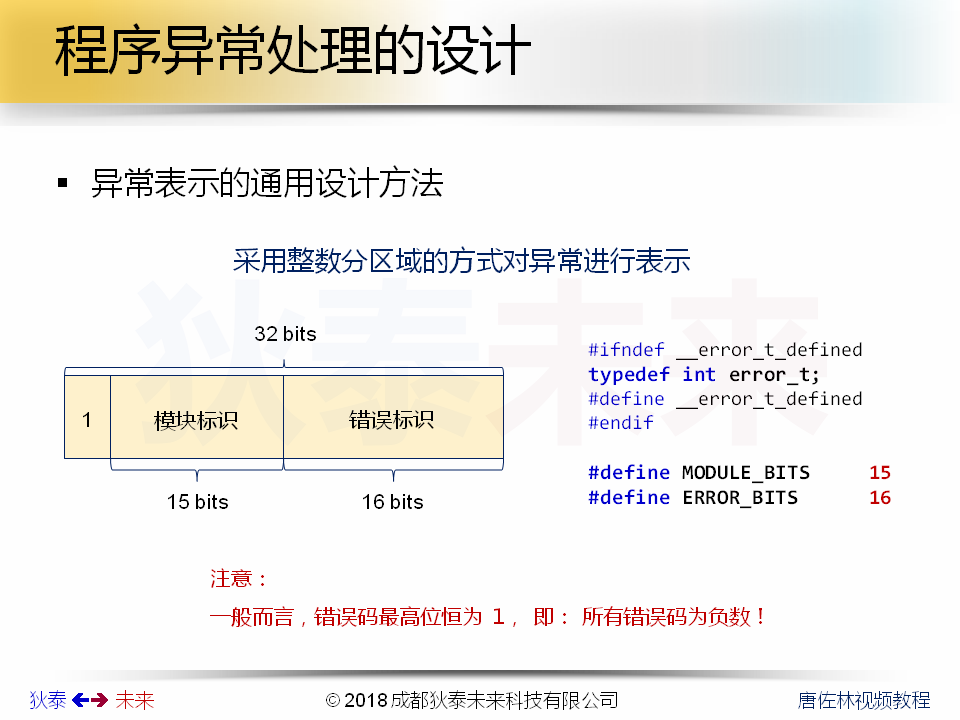 程序异常处理的设计
▪ 异常表示的通用设计方法
采用整数分区域的方式对异常进行表示
狄泰未来
32 bits
1
模块标识
错误标识
15 bits
16 bits
#ifndef __error_t_defined
typedef int error_t;
#define __error_t_defined
#endif
#define MODULE_BITS 15
#define ERROR_BITS 16
注意：
一般而言，错误码最高位恒为 1， 即： 所有错误码为负数！
狄泰 未来
© 2018 成都狄泰未来科技有限公司
唐佐林视频教程